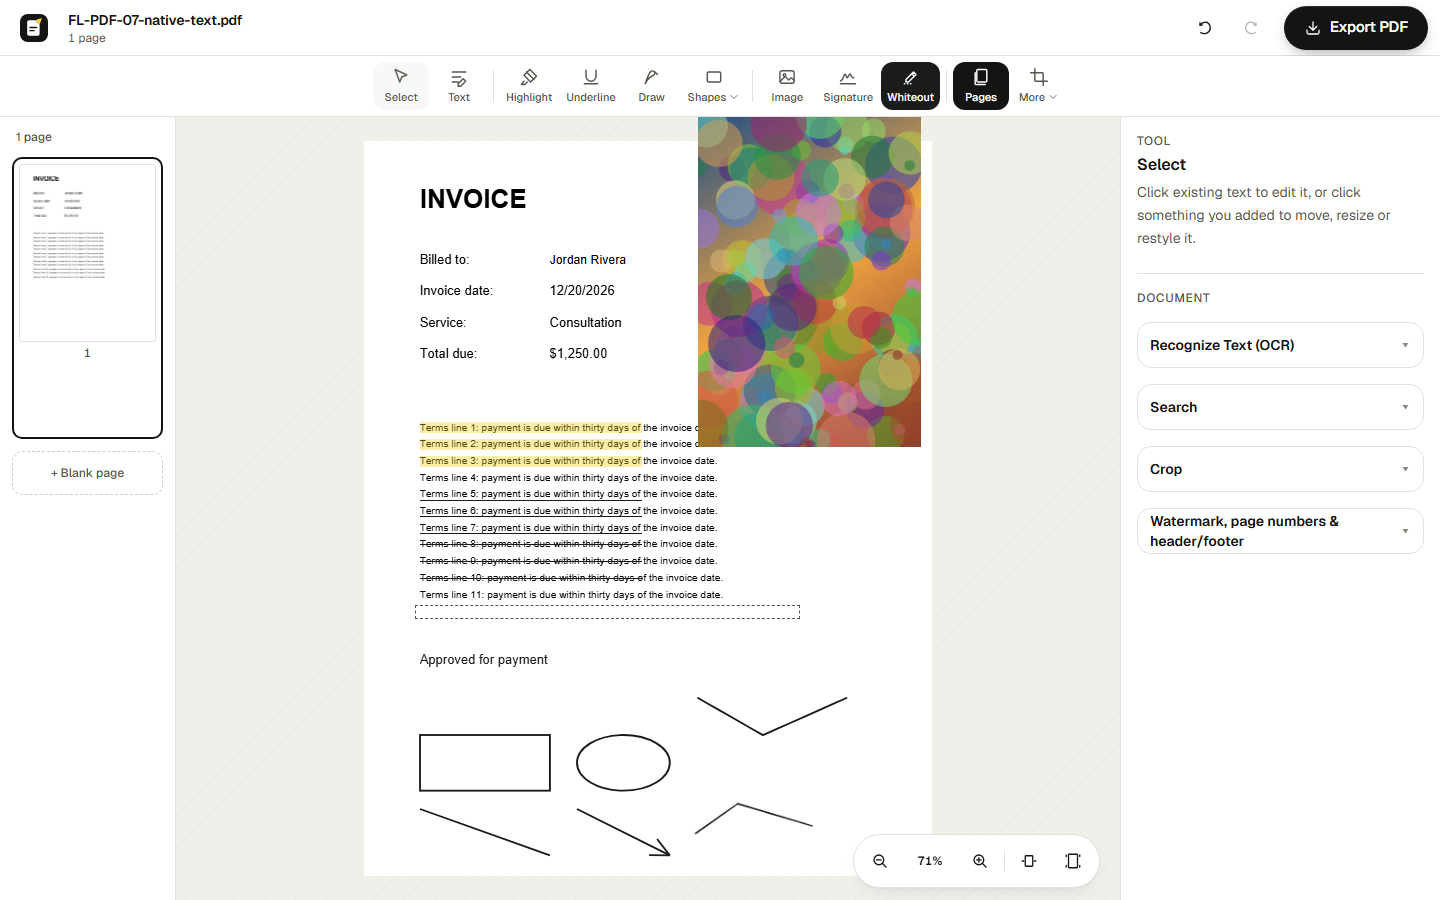 FL-PDF-07-native-text.pdf
1 page
Export PDF
Select
Text
Highlight
Underline
Draw
Shapes
Image
Signature
Whiteout
Pages
More
1 page
INVOICE
1
+ Blank page
INVOICE
Billed to: Jordan Rivera
Invoice date: 12/20/2026
Service: Consultation
Total due: $1,250.00
Terms line 1: payment is due within thirty days of the invoice
Terms line 2: payment is due within thirty days of the invoice
Terms line 3: payment is due within thirty days of the invoice date.
Terms line 4: payment is due within thirty days of the invoice date.
Terms line 5: payment is due within thirty days of the invoice date.
Terms line 6: payment is due within thirty days of the invoice date.
Terms line 7: payment is due within thirty days of the invoice date.
Terms line 8: payment is due within thirty days of the invoice date.
Terms line 9: payment is due within thirty days of the invoice date.
Terms line 10: payment is due within thirty days of the invoice date.
Terms line 11: payment is due within thirty days of the invoice date.
Approved for payment
71%
TOOL
Select
Click existing text to edit it, or click
something you added to move, resize or
restyle it.
DOCUMENT
Recognize Text (OCR)
Search
Crop
Watermark, page numbers &
header/footer